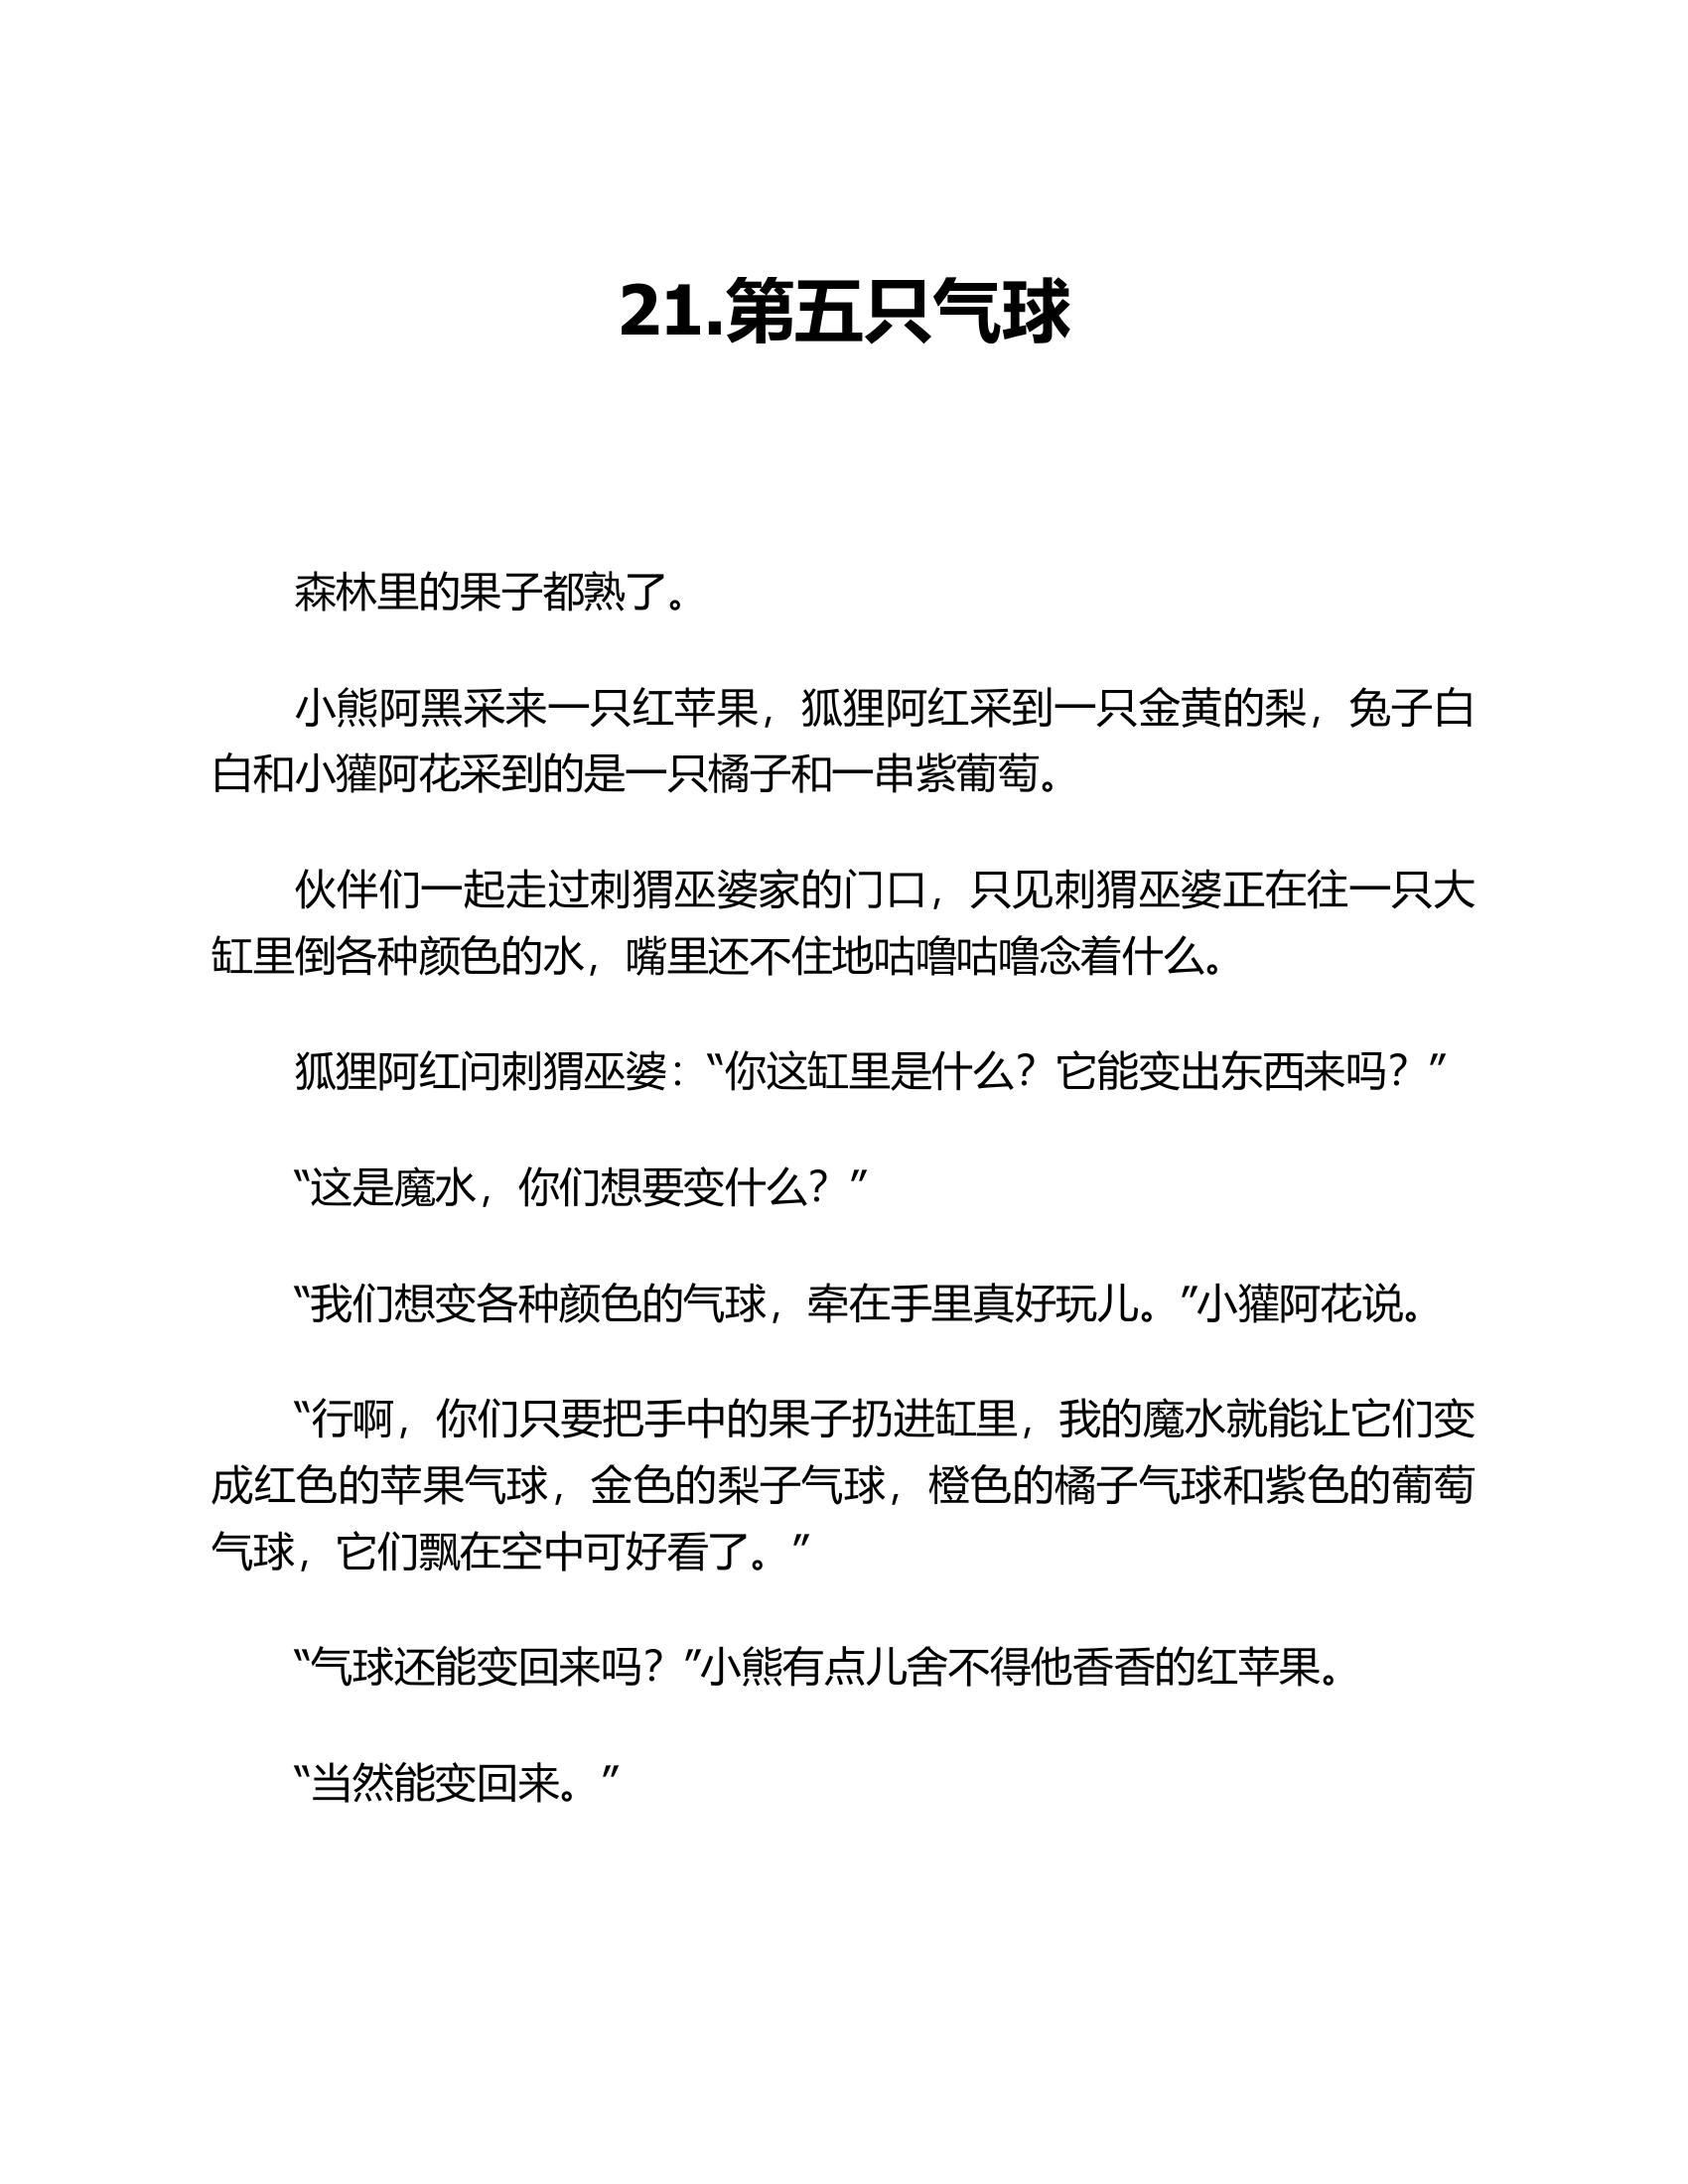 21.第五只气球
森林里的果子都熟了。
小熊阿黑采来一只红苹果，狐狸阿红采到一只金黄的梨，兔子白
白和小獾阿花采到的是一只橘子和一串紫葡萄。
伙伴们一起走过刺猬巫婆家的门口，只见刺猬巫婆正在往一只大
缸里倒各种颜色的水，嘴里还不住地咕噜咕噜念着什么。
狐狸阿红问刺猬巫婆：“你这缸里是什么？它能变出东西来吗？”
“这是魔水，你们想要变什么？”
“我们想变各种颜色的气球，牵在手里真好玩儿。”小獾阿花说。
“行啊，你们只要把手中的果子扔进缸里，我的魔水就能让它们变
成红色的苹果气球，金色的梨子气球，橙色的橘子气球和紫色的葡萄
气球，它们飘在空中可好看了。”
“气球还能变回来吗？”小熊有点儿舍不得他香香的红苹果。
“当然能变回来。”